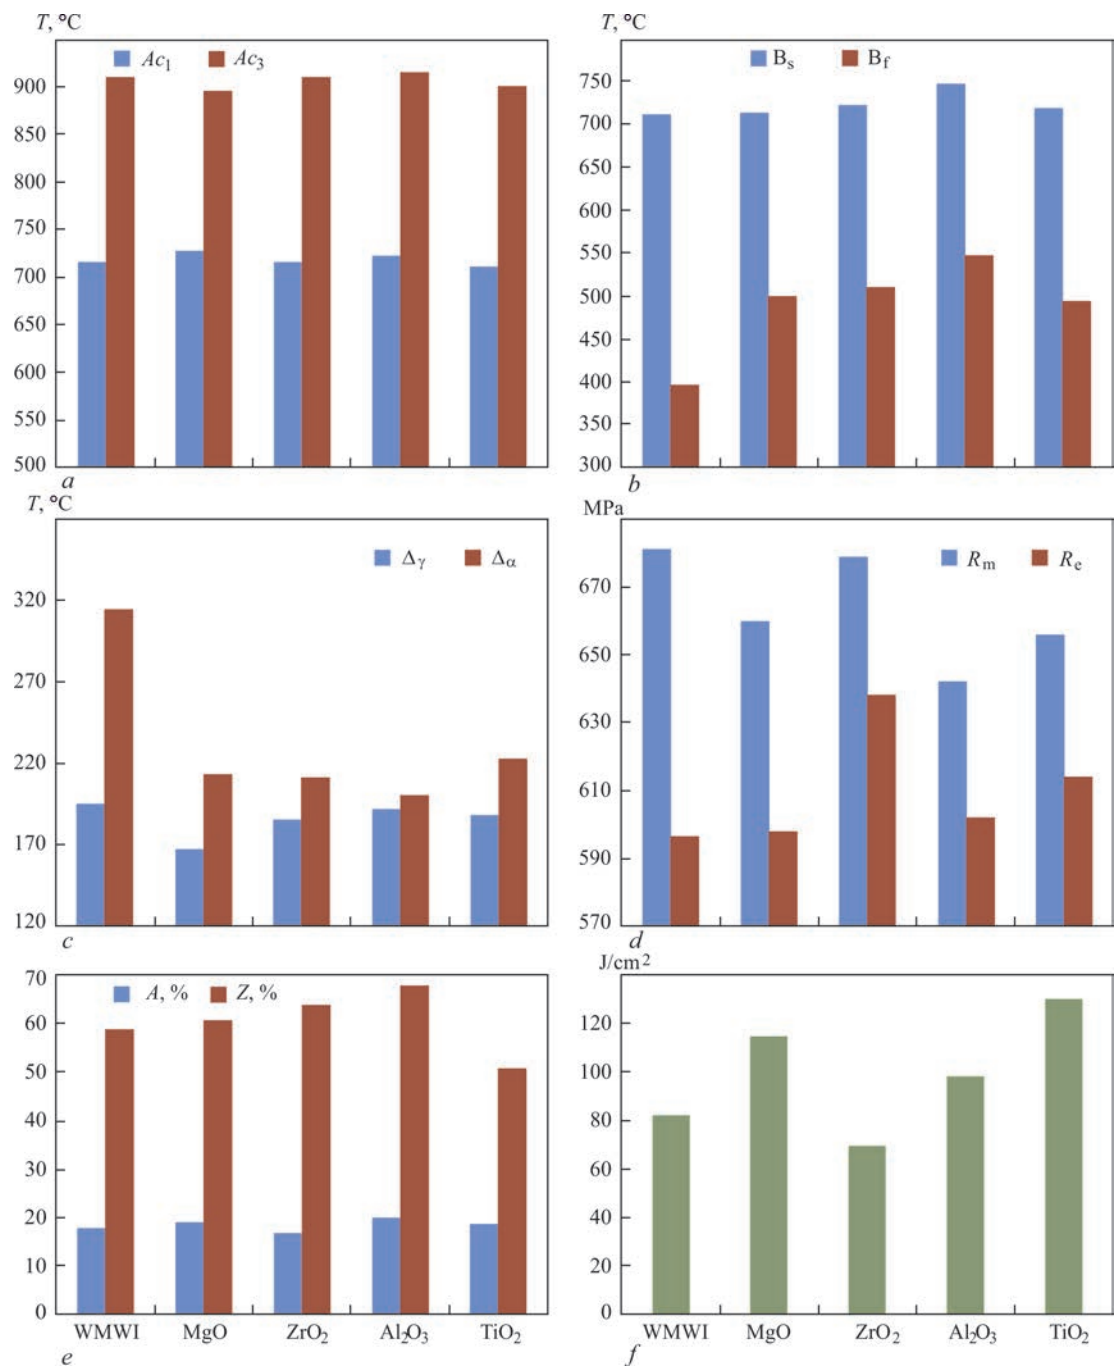 T, °C
Ac₁ Ac₃
900
850
800
750
700
650
600
550
500
a
T, °C
Bₛ B_f
750
700
650
600
550
500
450
400
350
300
b
T, °C
Δᵧ Δ_α
320
270
220
170
120
c
MPa
Rₘ Rₑ
670
650
630
610
590
570
d
70
A, % Z, %
60
50
40
30
20
10
0
WMWI MgO ZrO₂ Al₂O₃ TiO₂
e
J/cm²
120
100
80
60
40
20
0
WMWI MgO ZrO₂ Al₂O₃ TiO₂
f